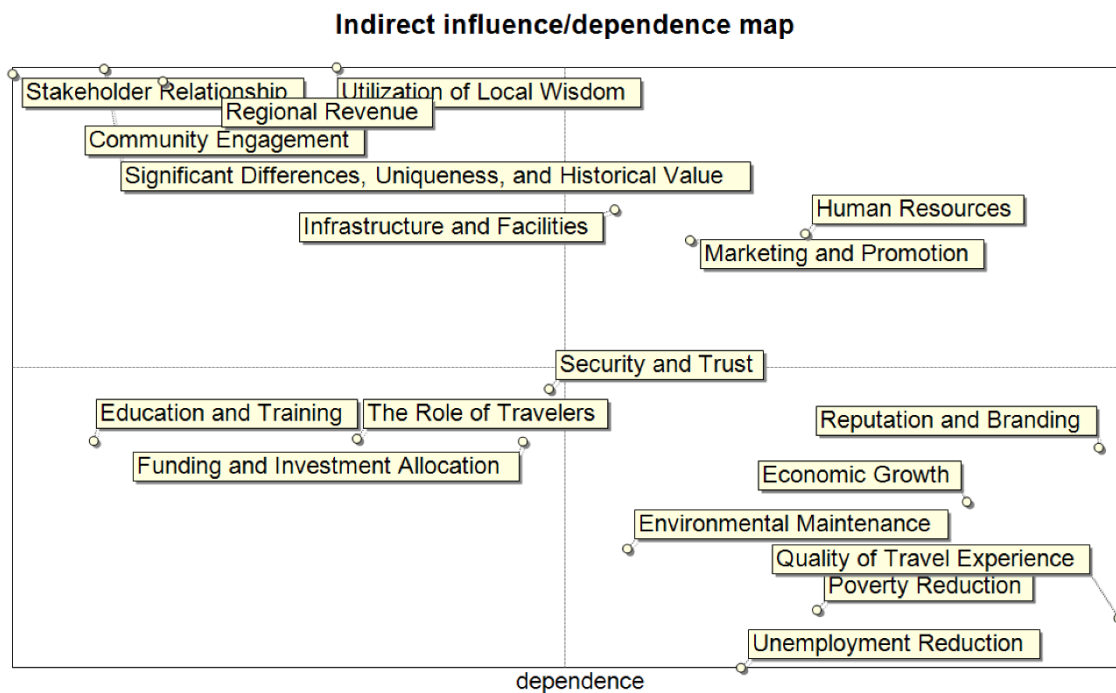 Indirect influence/dependence map
Stakeholder Relationship
Utilization of Local Wisdom
Regional Revenue
Community Engagement
Significant Differences, Uniqueness, and Historical Value
Human Resources
Infrastructure and Facilities
Marketing and Promotion
Security and Trust
Education and Training
The Role of Travelers
Reputation and Branding
Funding and Investment Allocation
Economic Growth
Environmental Maintenance
Quality of Travel Experience
Poverty Reduction
Unemployment Reduction
dependence